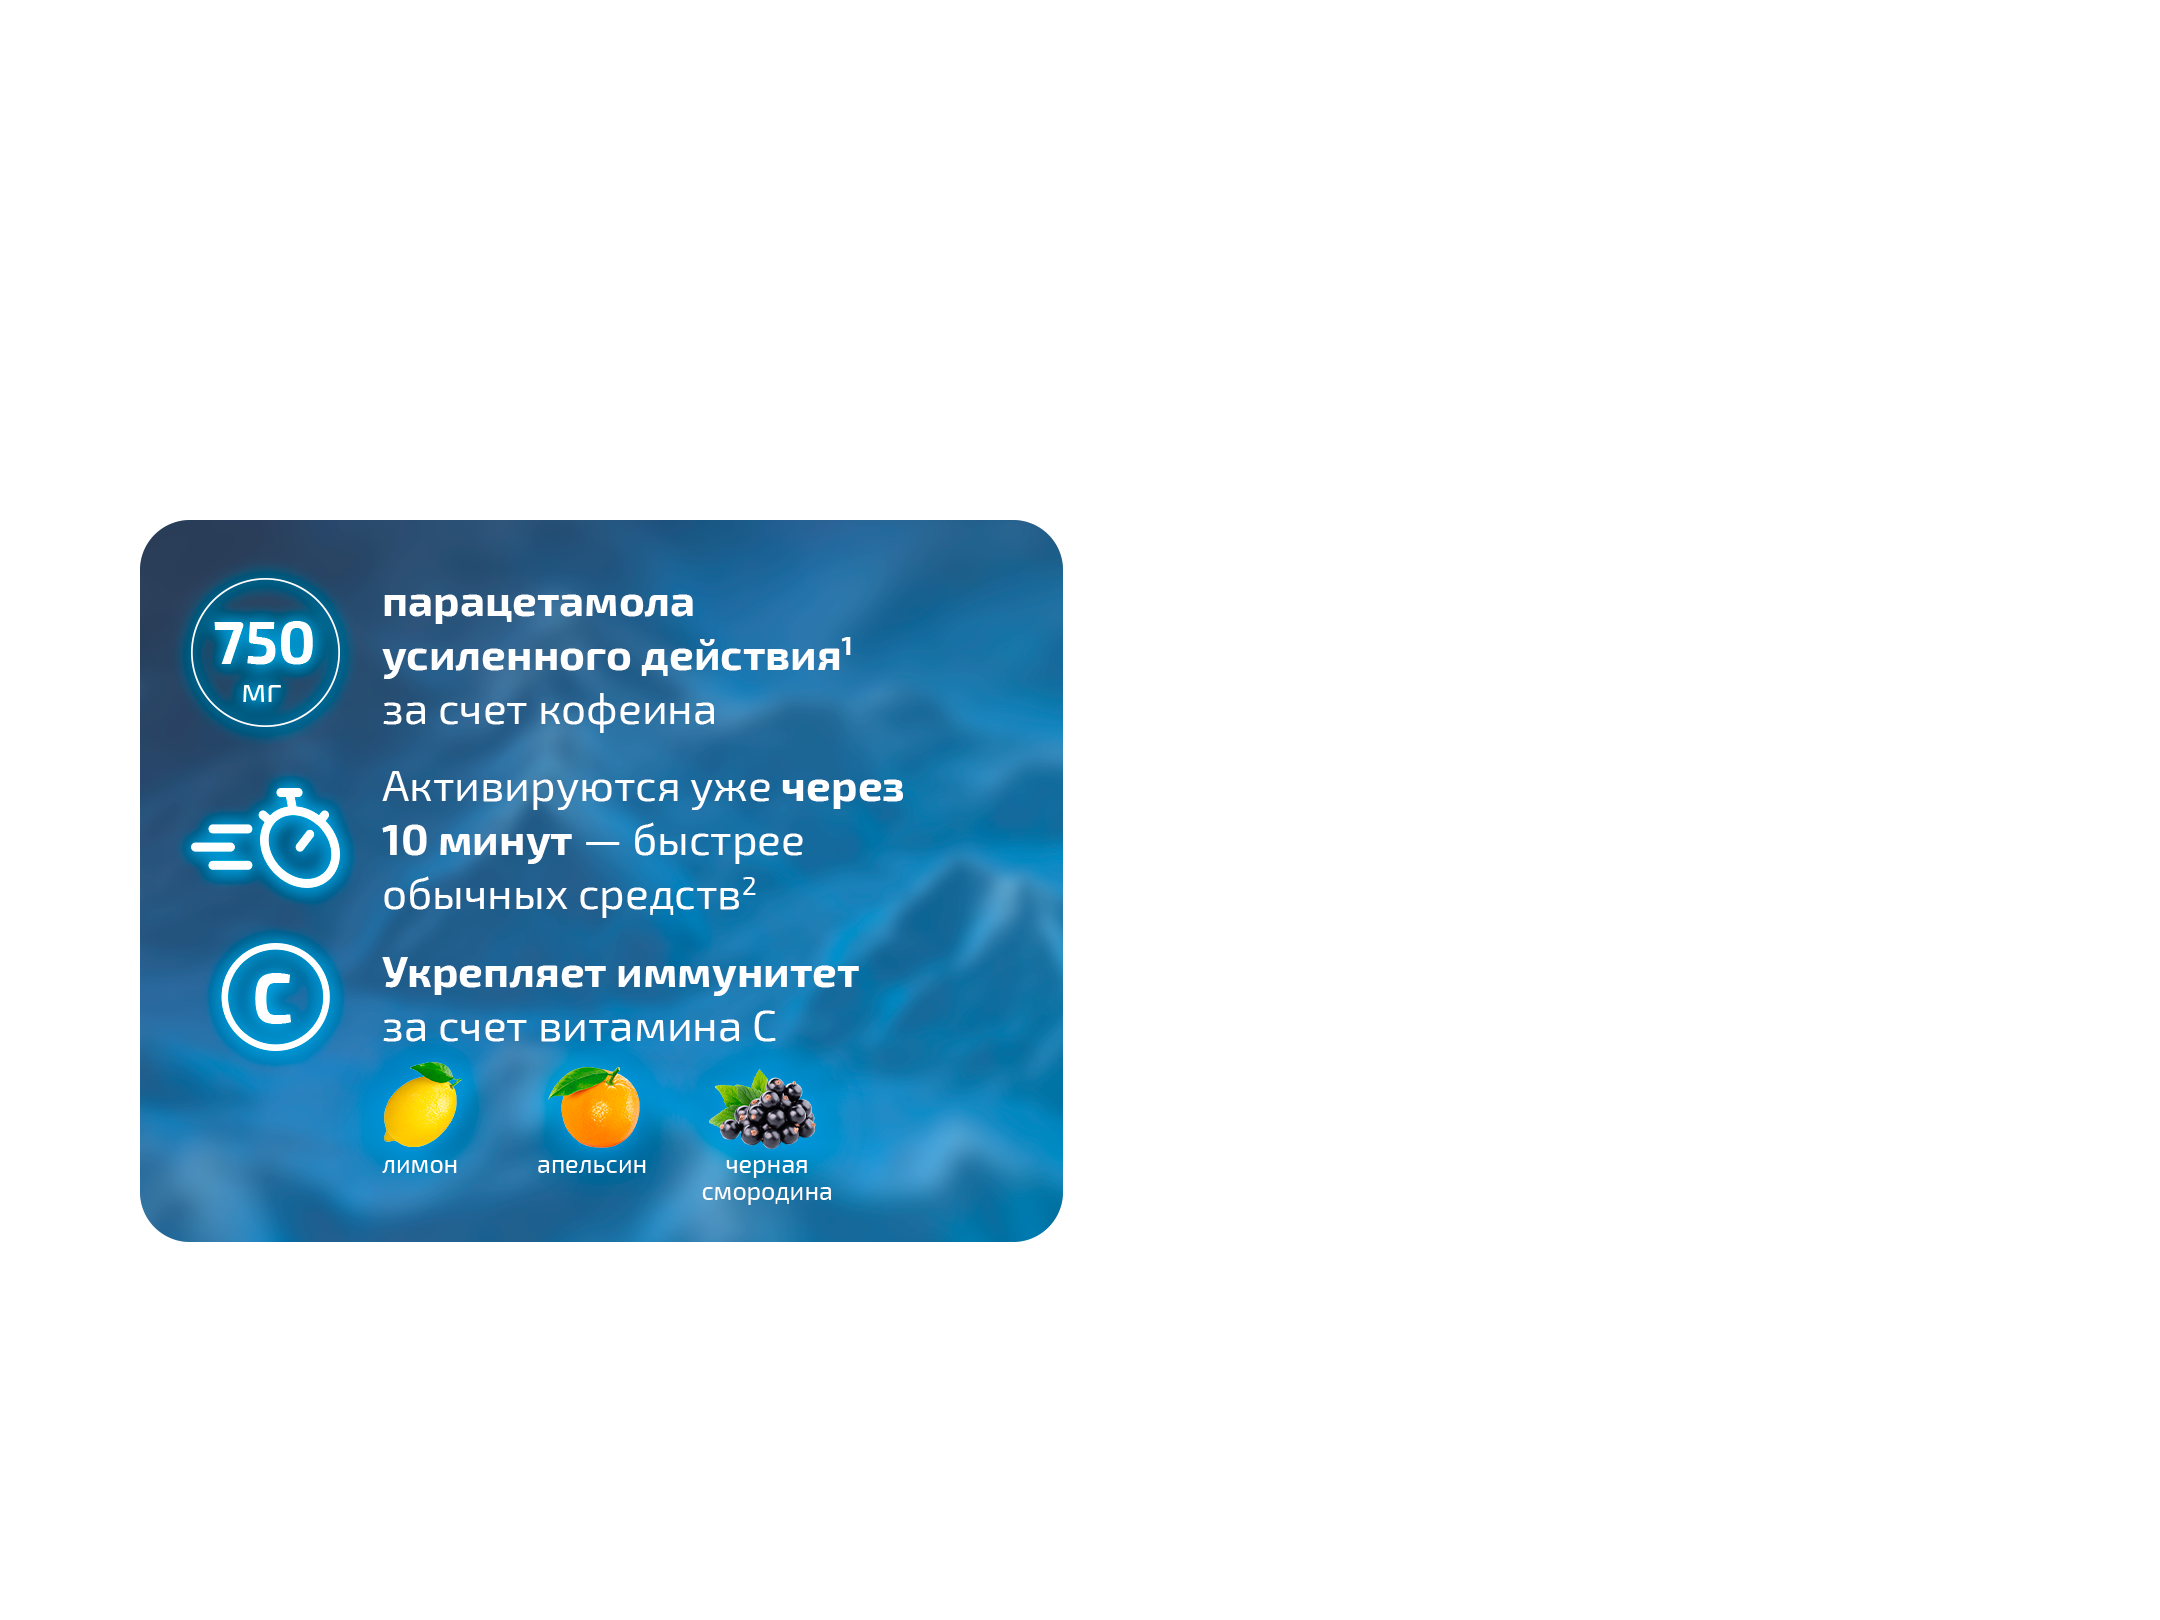 750
мг
парацетамола
усиленного действия¹
за счет кофеина
Активируются уже через
10 минут — быстрее
обычных средств²
C
Укрепляет иммунитет
за счет витамина С
лимон
апельсин
черная
смородина